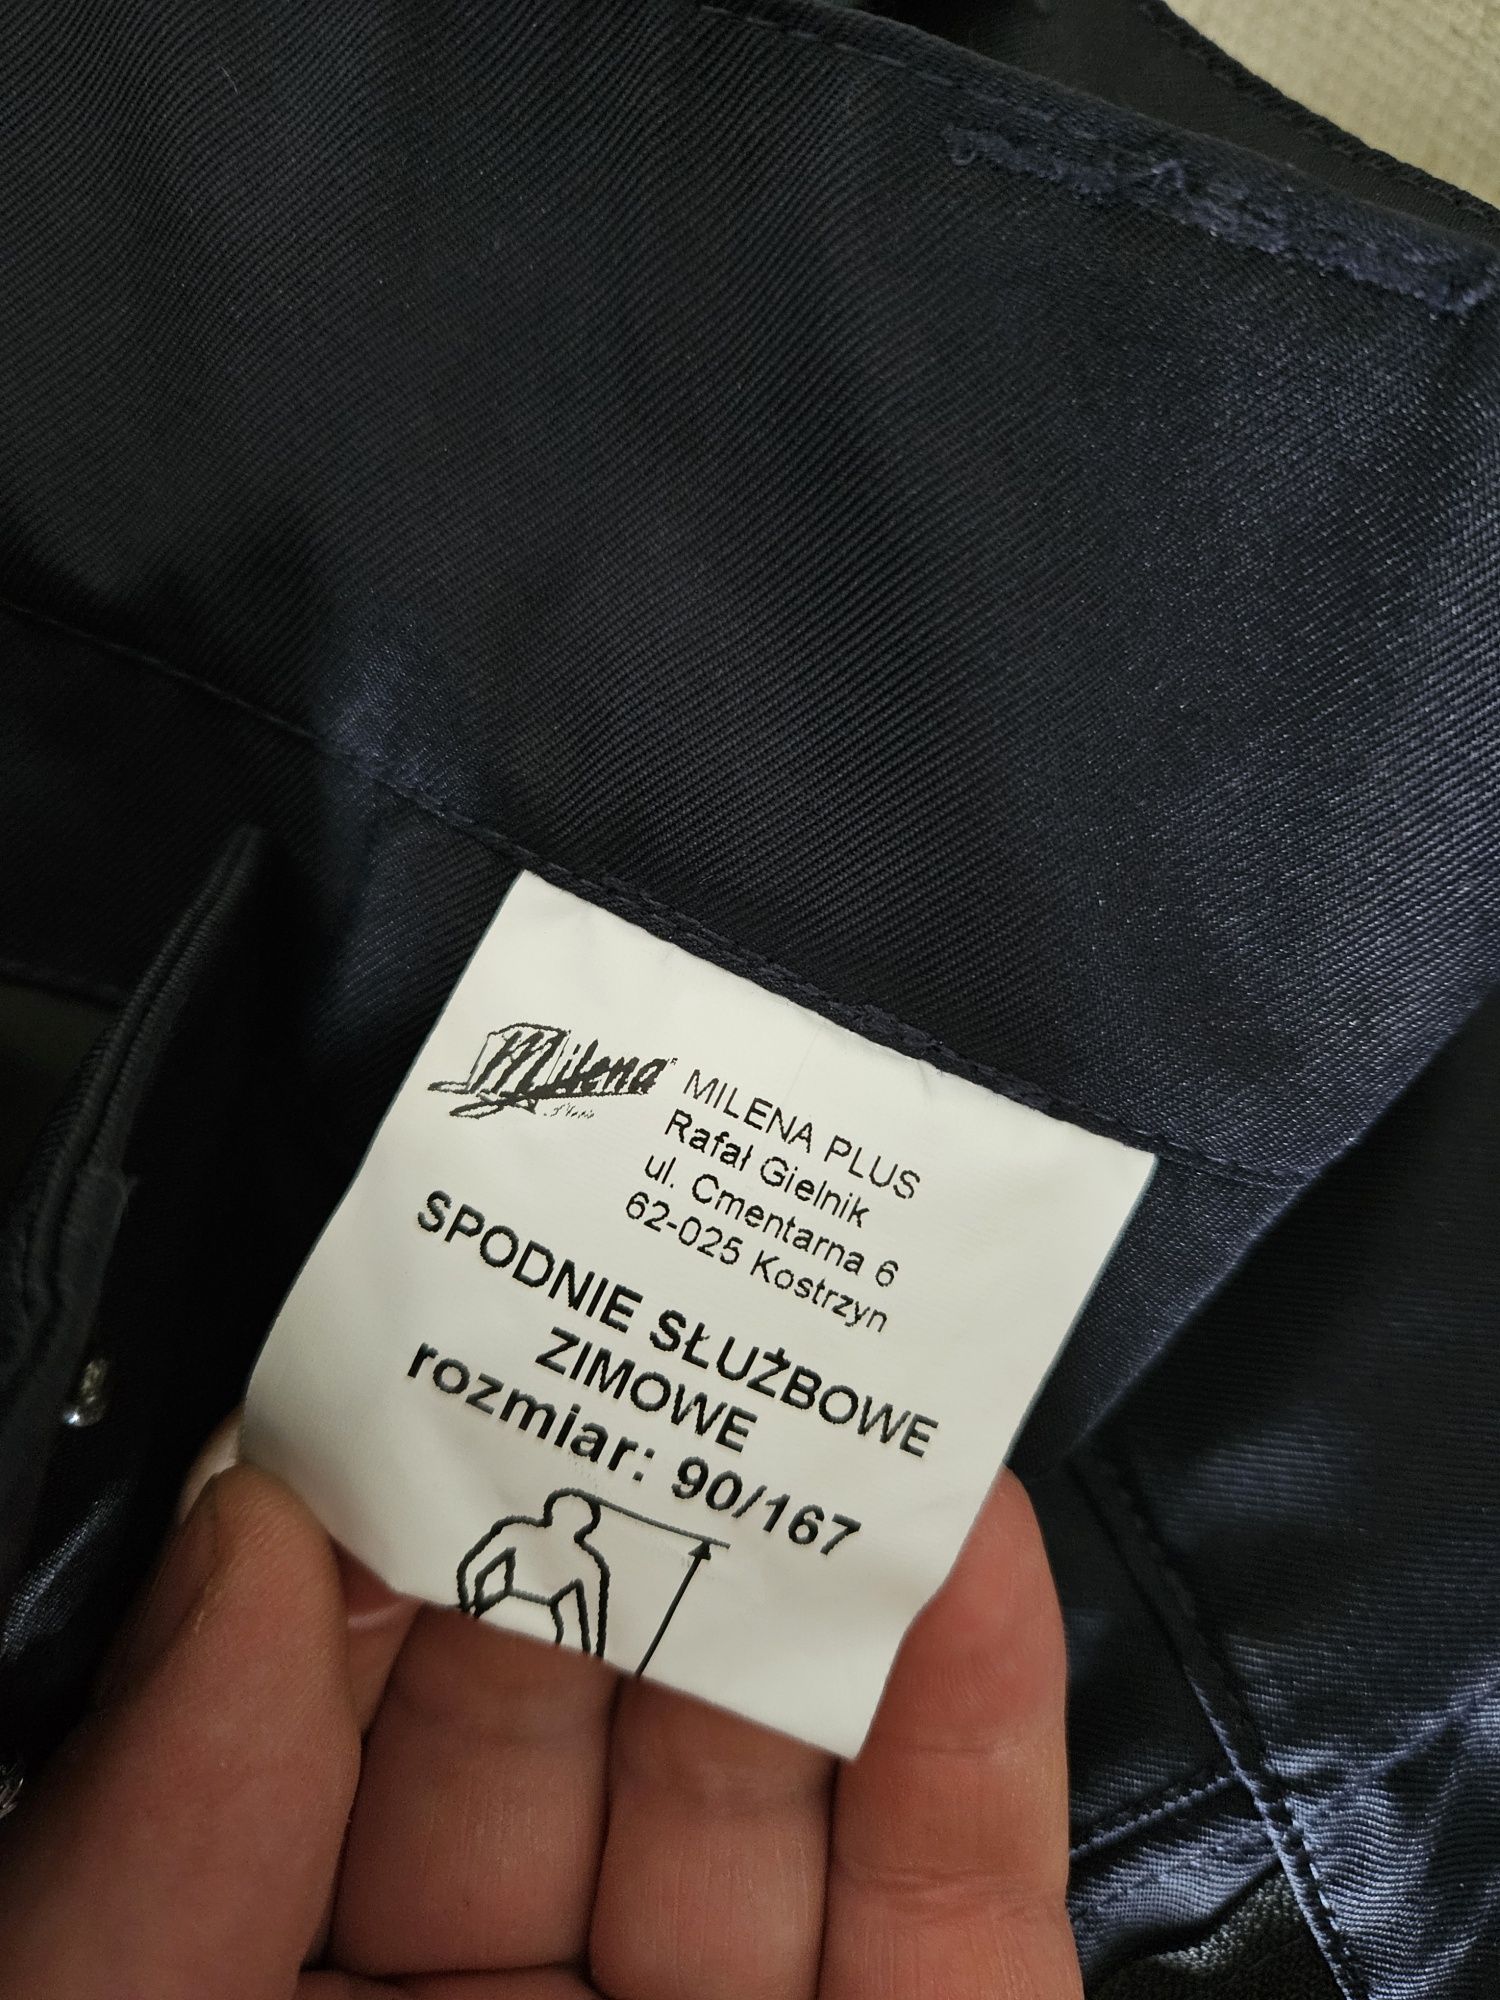 Milena
MILENA PLUS
Rafał Gielnik
ul. Cmentarna 6
62-025 Kostrzyn
SPODNIE SŁUŻBOWE
ZIMOWE
rozmiar: 90/167